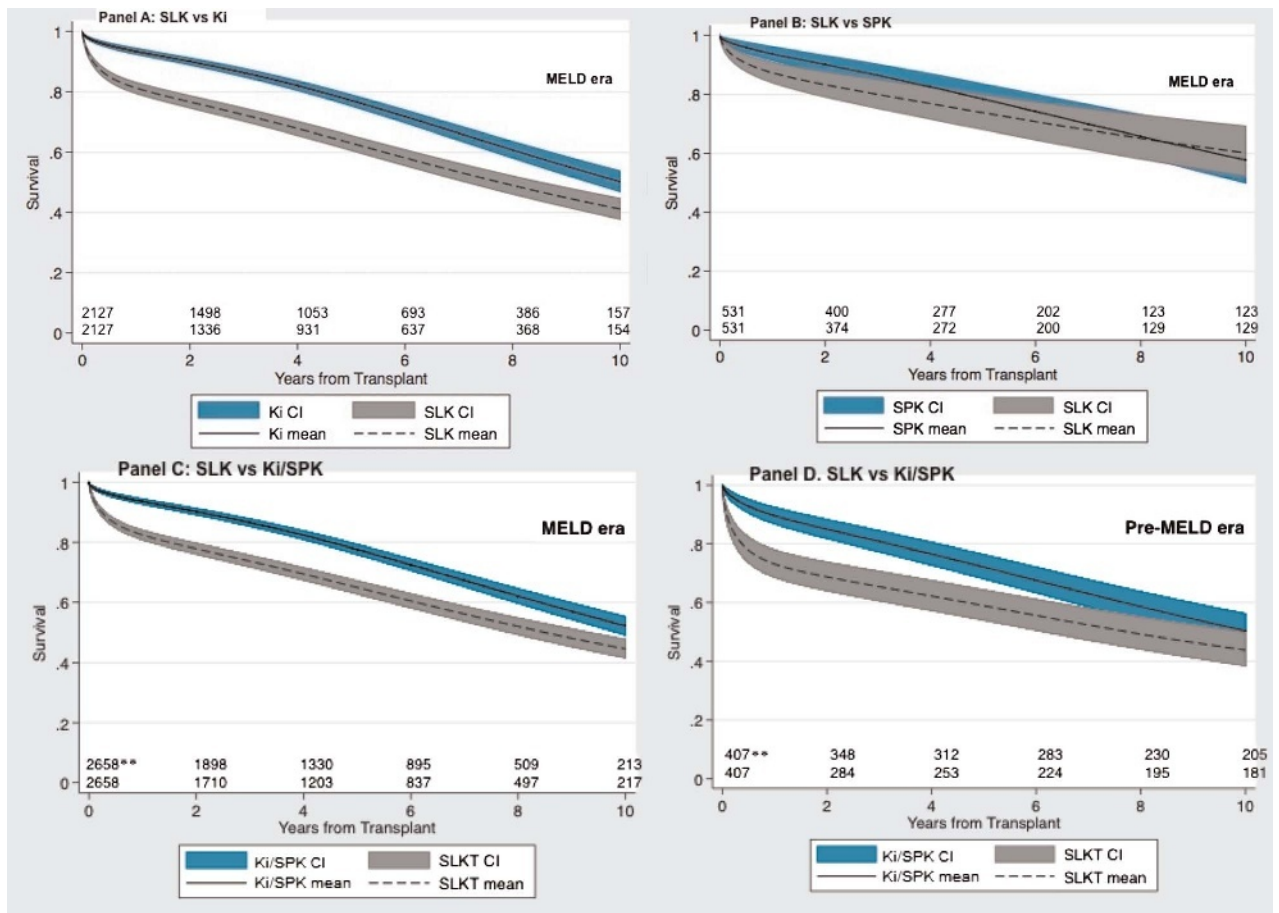 Panel A: SLK vs Ki
1
.8
.6
.4
.2
0
Survival
MELD era
2127 1498 1053 693 386 157
2127 1336 931 637 368 154
0 2 4 6 8 10
Years from Transplant
Ki CI SLK CI
Ki mean SLK mean
Panel B: SLK vs SPK
1
.8
.6
.4
.2
0
Survival
MELD era
531 400 277 202 123 123
531 374 272 200 129 129
0 2 4 6 8 10
Years from Transplant
SPK CI SLK CI
SPK mean SLK mean
Panel C: SLK vs Ki/SPK
1
.8
.6
.4
.2
0
Survival
MELD era
2658** 1898 1330 895 509 213
2658 1710 1203 837 497 217
0 2 4 6 8 10
Years from Transplant
Ki/SPK CI SLKT CI
Ki/SPK mean SLKT mean
Panel D. SLK vs Ki/SPK
1
.8
.6
.4
.2
0
Survival
Pre-MELD era
407** 348 312 283 230 205
407 284 253 224 195 181
0 2 4 6 8 10
Years from Transplant
Ki/SPK CI SLKT CI
Ki/SPK mean SLKT mean